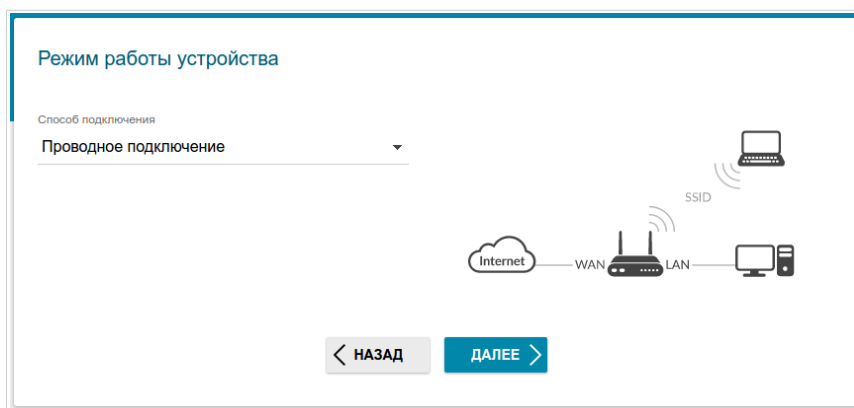 Режим работы устройства
Способ подключения
Проводное подключение
SSID
Internet
WAN
LAN
НАЗАД
ДАЛЕЕ